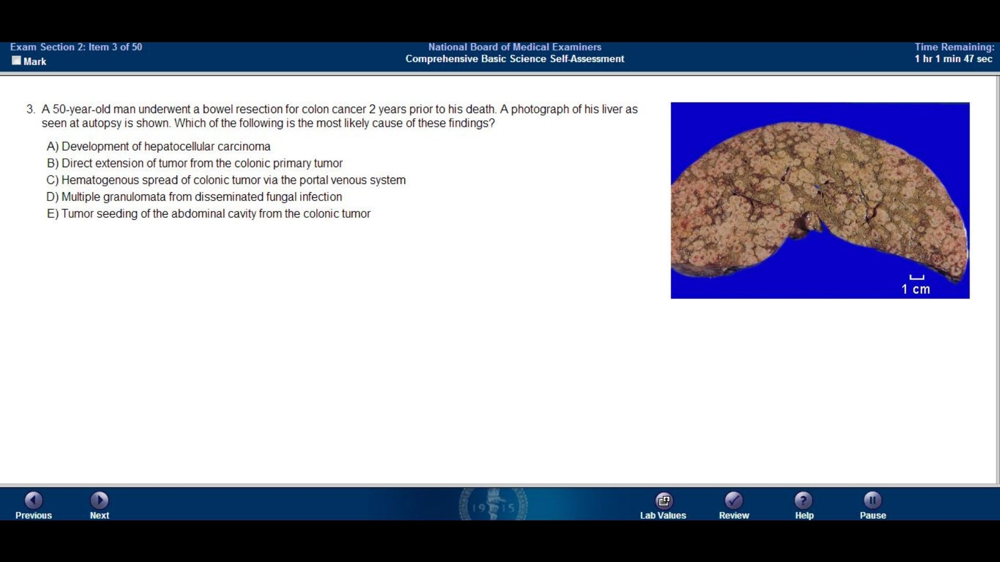 Exam Section 2: Item 3 of 50
National Board of Medical Examiners
Time Remaining:
Mark
Comprehensive Basic Science Self-Assessment
1 hr 1 min 47 sec
3. A 50-year-old man underwent a bowel resection for colon cancer 2 years prior to his death. A photograph of his liver as
seen at autopsy is shown. Which of the following is the most likely cause of these findings?
A) Development of hepatocellular carcinoma
B) Direct extension of tumor from the colonic primary tumor
C) Hematogenous spread of colonic tumor via the portal venous system
D) Multiple granulomata from disseminated fungal infection
E) Tumor seeding of the abdominal cavity from the colonic tumor
1 cm
1915
Previous
Next
Lab Values
Review
Help
Pause